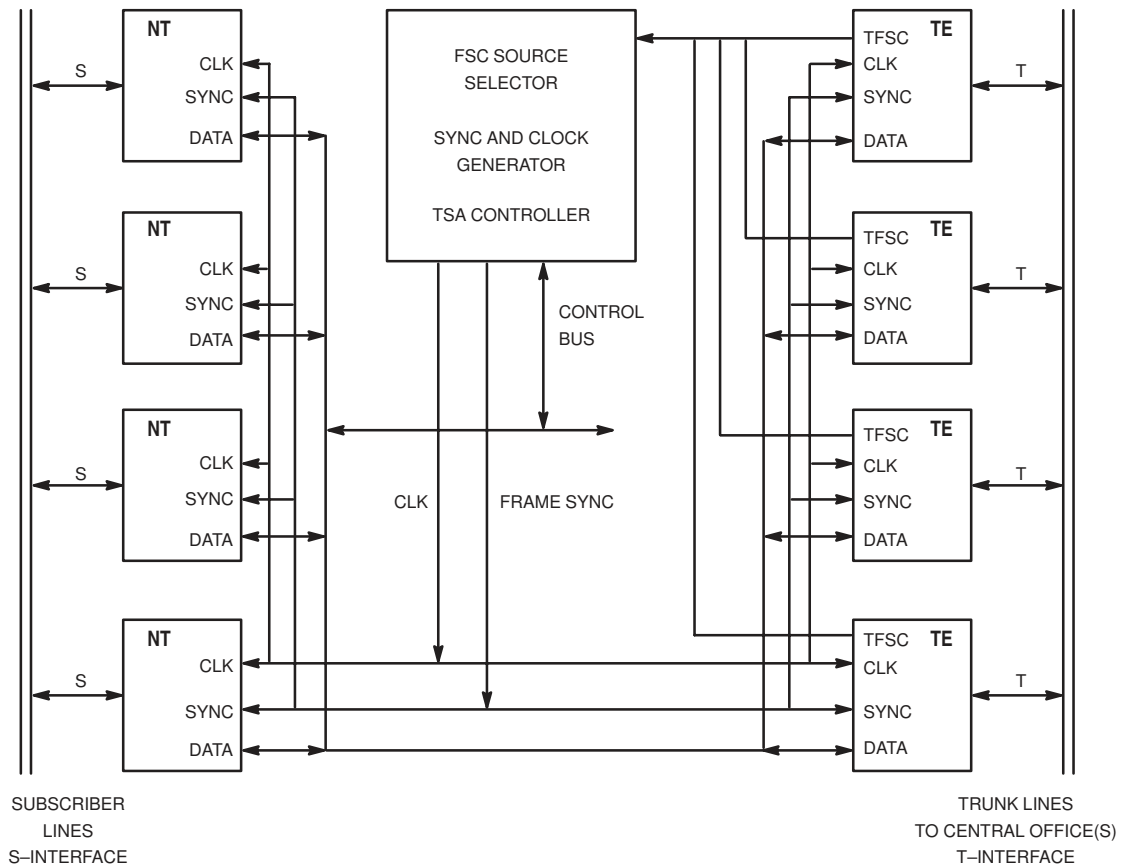 NT
CLK
SYNC
DATA
S
NT
CLK
SYNC
DATA
S
NT
CLK
SYNC
DATA
S
NT
CLK
SYNC
DATA
S
SUBSCRIBER
LINES
S–INTERFACE
FSC SOURCE
SELECTOR
SYNC AND CLOCK
GENERATOR
TSA CONTROLLER
CONTROL
BUS
CLK
FRAME SYNC
TFSC
TE
CLK
SYNC
DATA
T
TFSC
TE
CLK
SYNC
DATA
T
TFSC
TE
CLK
SYNC
DATA
T
TFSC
TE
CLK
SYNC
DATA
T
TRUNK LINES
TO CENTRAL OFFICE(S)
T–INTERFACE